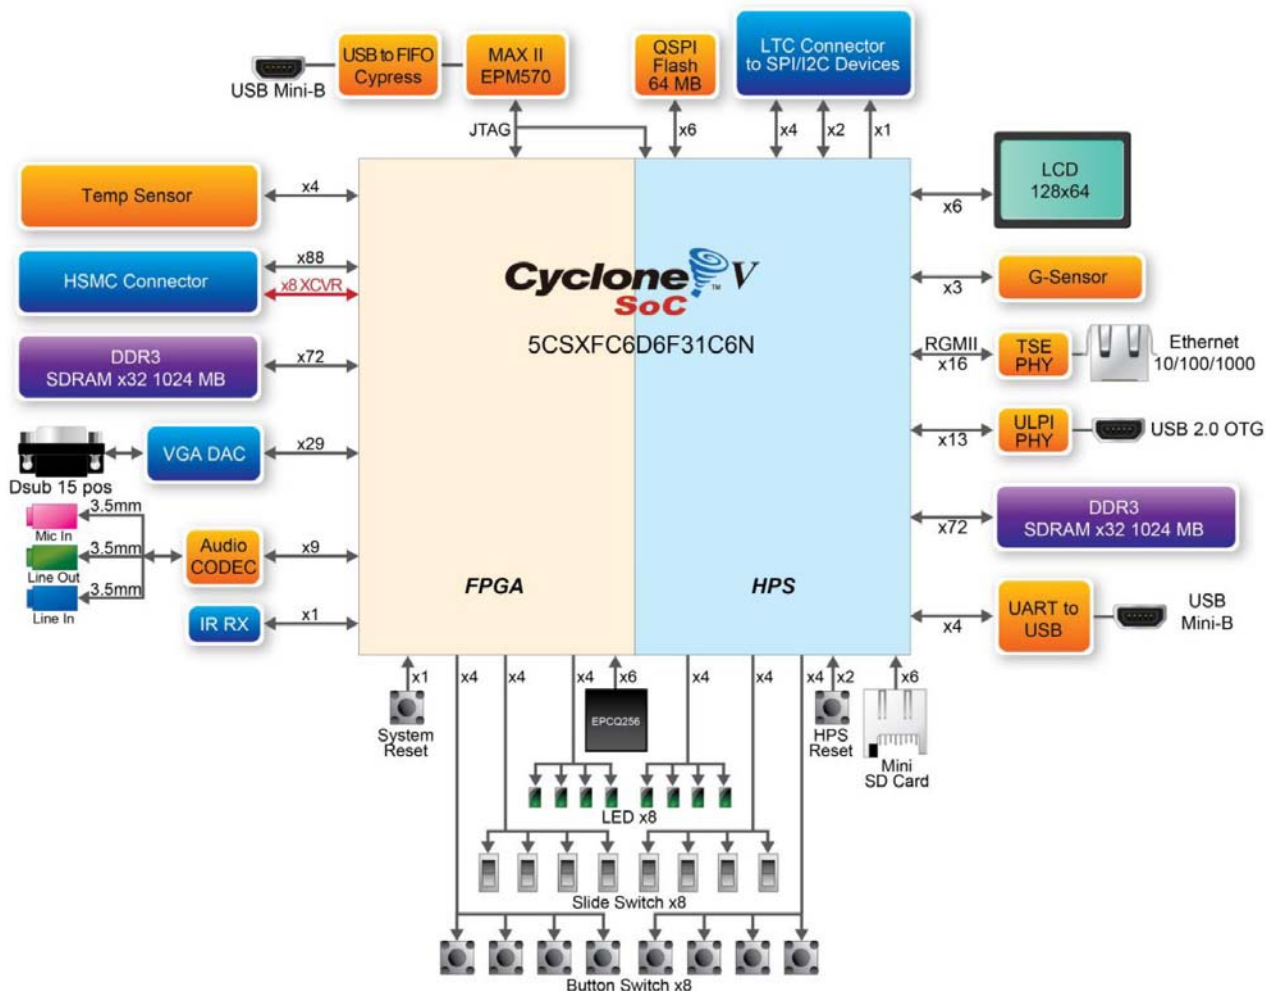 USB Mini-B
USB to FIFO
Cypress
MAX II
EPM570
QSPI
Flash
64 MB
LTC Connector
to SPI/I2C Devices
JTAG
x6
x4
x2
x1
Temp Sensor
x4
HSMC Connector
x88
x8 XCVR
DDR3
SDRAM x32 1024 MB
x72
Dsub 15 pos
VGA DAC
x29
3.5mm
Mic In
3.5mm
Line Out
3.5mm
Line In
Audio
CODEC
x9
IR RX
x1
Cyclone V
TM
SoC
5CSXFC6D6F31C6N
FPGA
HPS
x6
LCD
128x64
x3
G-Sensor
RGMII
x16
TSE
PHY
Ethernet
10/100/1000
x13
ULPI
PHY
USB 2.0 OTG
x72
DDR3
SDRAM x32 1024 MB
x4
UART to
USB
USB
Mini-B
x1
x4
x4
x4
x6
x4
x4
x4
x2
x6
System
Reset
EPCQ256
HPS
Reset
Mini
SD Card
LED x8
Slide Switch x8
Button Switch x8